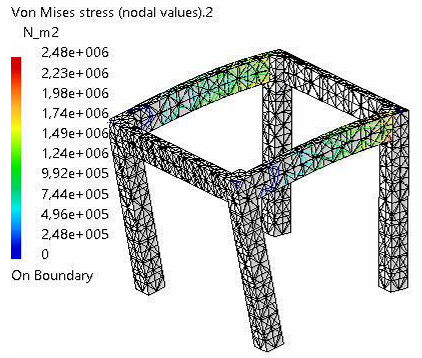 Von Mises stress (nodal values).2
N_m2
2,48e+006
2,23e+006
1,98e+006
1,74e+006
1,49e+006
1,24e+006
9,92e+005
7,44e+005
4,96e+005
2,48e+005
0
On Boundary